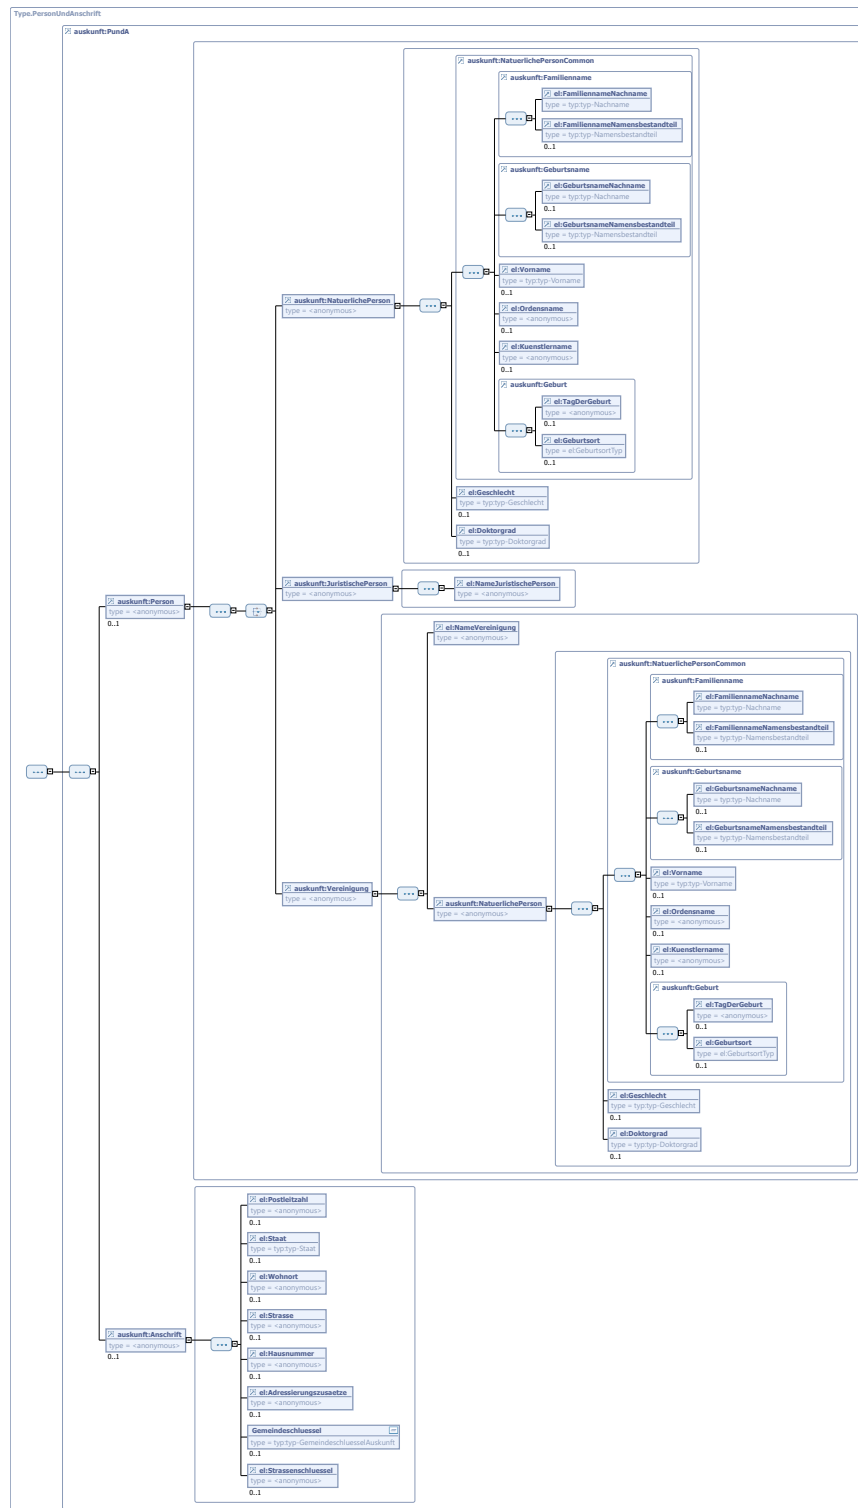 Type.PersonUndAnschrift
auskunft:PundA
auskunft:NatuerlichePersonCommon
auskunft:Familienname
el:FamiliennameNachname
type = typ:typ-Nachname
el:FamiliennameNamensbestandteil
type = typ:typ-Namensbestandteil
0..1
auskunft:Geburtsname
el:GeburtsnameNachname
type = typ:typ-Nachname
0..1
el:GeburtsnameNamensbestandteil
type = typ:typ-Namensbestandteil
0..1
el:Vorname
type = typ:typ-Vorname
0..1
auskunft:NatuerlichePerson
type = <anonymous>
el:Ordensname
type = <anonymous>
0..1
el:Kuenstlername
type = <anonymous>
0..1
auskunft:Geburt
el:TagDerGeburt
type = <anonymous>
0..1
el:Geburtsort
type = el:GeburtsortTyp
0..1
el:Geschlecht
type = typ:typ-Geschlecht
0..1
el:Doktorgrad
type = typ:typ-Doktorgrad
0..1
auskunft:JuristischePerson
type = <anonymous>
el:NameJuristischePerson
type = <anonymous>
auskunft:Person
type = <anonymous>
0..1
el:NameVereinigung
type = <anonymous>
auskunft:NatuerlichePersonCommon
auskunft:Familienname
el:FamiliennameNachname
type = typ:typ-Nachname
el:FamiliennameNamensbestandteil
type = typ:typ-Namensbestandteil
0..1
auskunft:Geburtsname
el:GeburtsnameNachname
type = typ:typ-Nachname
0..1
el:GeburtsnameNamensbestandteil
type = typ:typ-Namensbestandteil
0..1
el:Vorname
type = typ:typ-Vorname
0..1
auskunft:Vereinigung
type = <anonymous>
auskunft:NatuerlichePerson
type = <anonymous>
el:Ordensname
type = <anonymous>
0..1
el:Kuenstlername
type = <anonymous>
0..1
auskunft:Geburt
el:TagDerGeburt
type = <anonymous>
0..1
el:Geburtsort
type = el:GeburtsortTyp
0..1
el:Geschlecht
type = typ:typ-Geschlecht
0..1
el:Doktorgrad
type = typ:typ-Doktorgrad
0..1
el:Postleitzahl
type = <anonymous>
0..1
el:Staat
type = typ:typ-Staat
0..1
el:Wohnort
type = <anonymous>
0..1
el:Strasse
type = <anonymous>
0..1
auskunft:Anschrift
type = <anonymous>
0..1
el:Hausnummer
type = <anonymous>
0..1
el:Adressierungszusaetze
type = <anonymous>
0..1
Gemeindeschluessel
type = typ:typ-GemeindeschluesselAuskunft
0..1
el:Strassenschluessel
type = <anonymous>
0..1